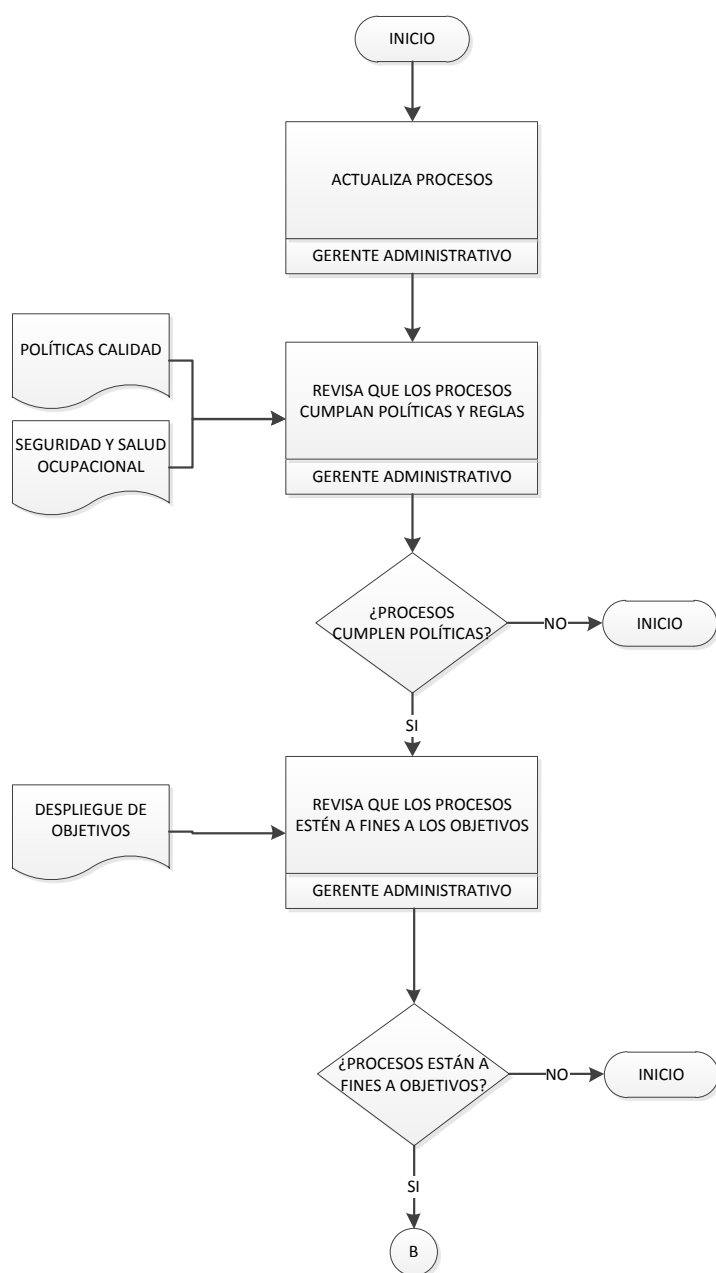 INICIO
ACTUALIZA PROCESOS
GERENTE ADMINISTRATIVO
POLÍTICAS CALIDAD
SEGURIDAD Y SALUD
OCUPACIONAL
REVISA QUE LOS PROCESOS
CUMPLAN POLÍTICAS Y REGLAS
GERENTE ADMINISTRATIVO
¿PROCESOS
CUMPLEN POLÍTICAS?
NO
INICIO
SI
DESPLIEGUE DE
OBJETIVOS
REVISA QUE LOS PROCESOS
ESTÉN A FINES A LOS OBJETIVOS
GERENTE ADMINISTRATIVO
¿PROCESOS ESTÁN A
FINES A OBJETIVOS?
NO
INICIO
SI
B